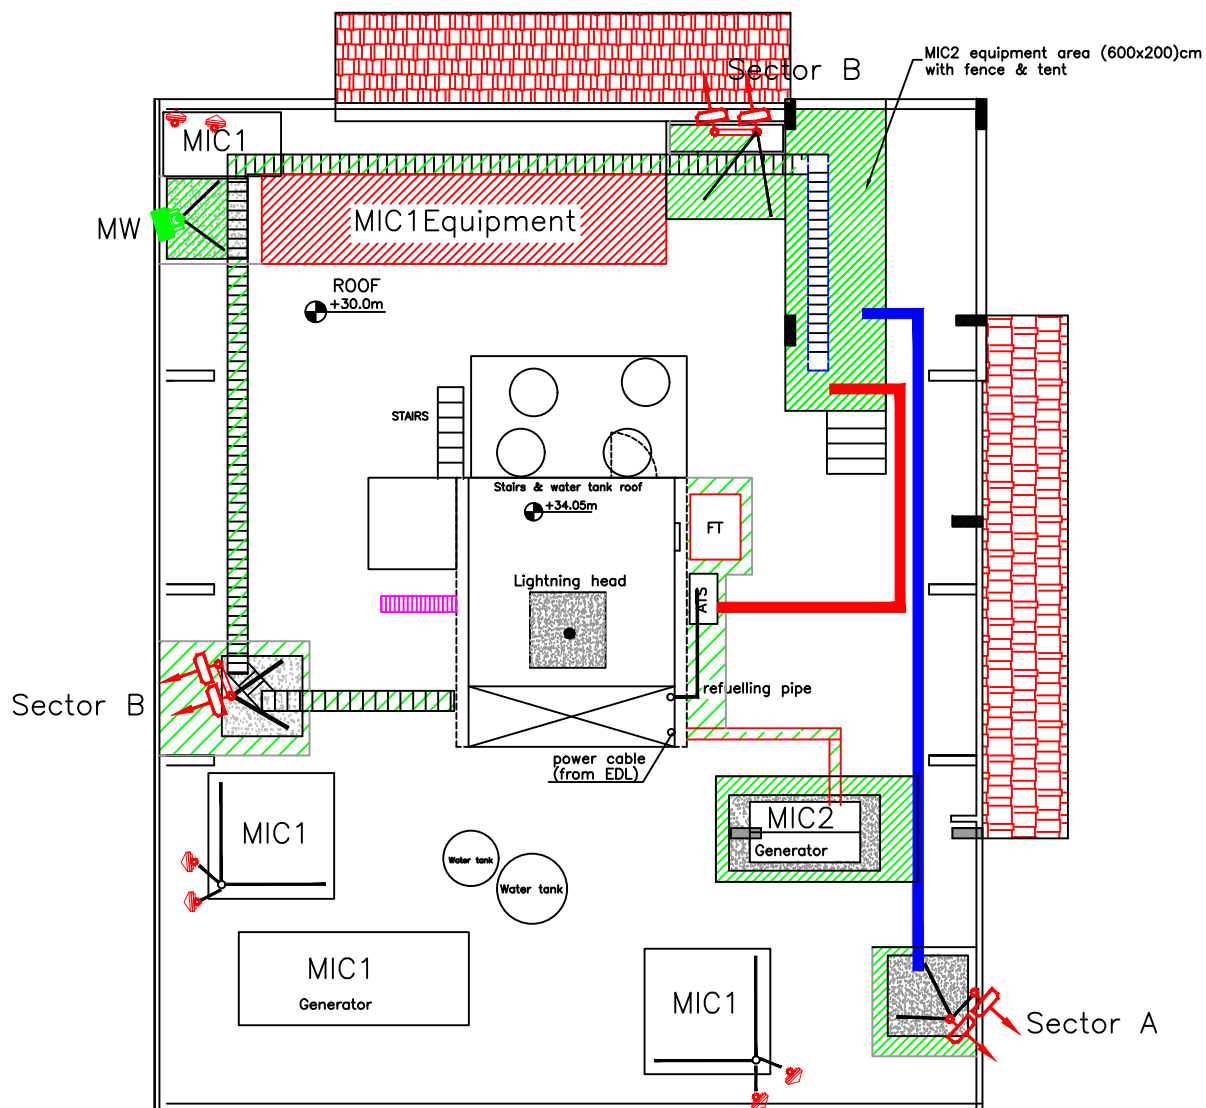 Sector B
MIC2 equipment area (600x200)cm
with fence & tent
MIC1
MW
MIC1Equipment
ROOF
+30.0m
STAIRS
Stairs & water tank roof
+34.05m
FT
Lightning head
ATS
refuelling pipe
Sector B
power cable
(from EDL)
MIC1
MIC2
Generator
Water tank
Water tank
MIC1
Generator
MIC1
Sector A